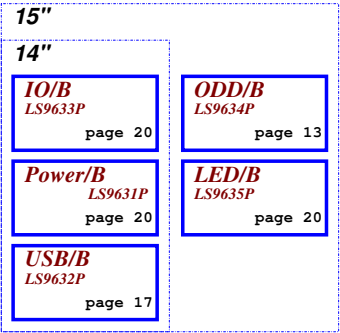 15"
14"
IO/B
LS9633P
page 20
ODD/B
LS9634P
page 13
Power/B
LS9631P
page 20
LED/B
LS9635P
page 20
USB/B
LS9632P
page 17